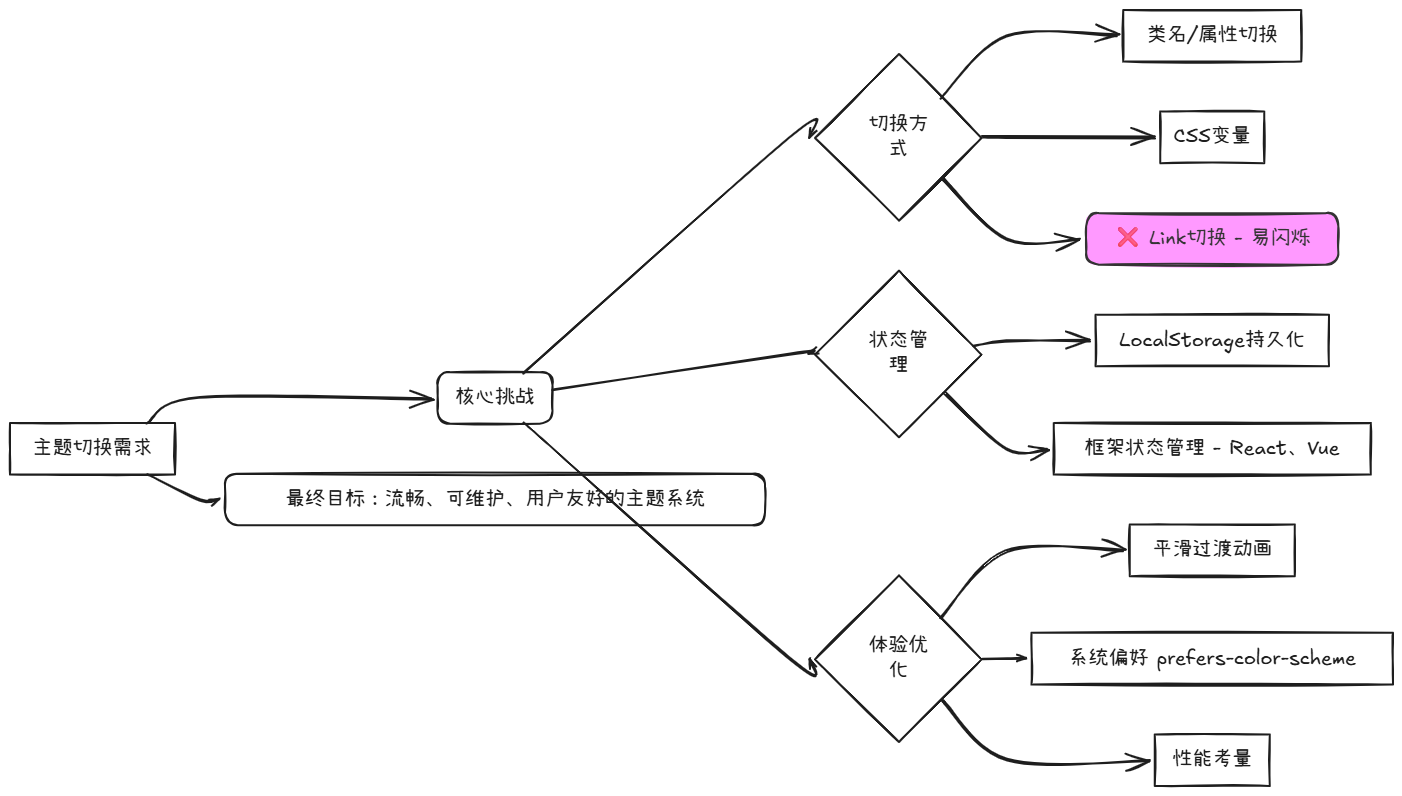 主题切换需求
核心挑战
最终目标：流畅、可维护、用户友好的主题系统
切换方
式
类名/属性切换
CSS变量
❌ Link切换 - 易闪烁
状态管
理
LocalStorage持久化
框架状态管理 - React、Vue
体验优
化
平滑过渡动画
系统偏好 prefers-color-scheme
性能考量